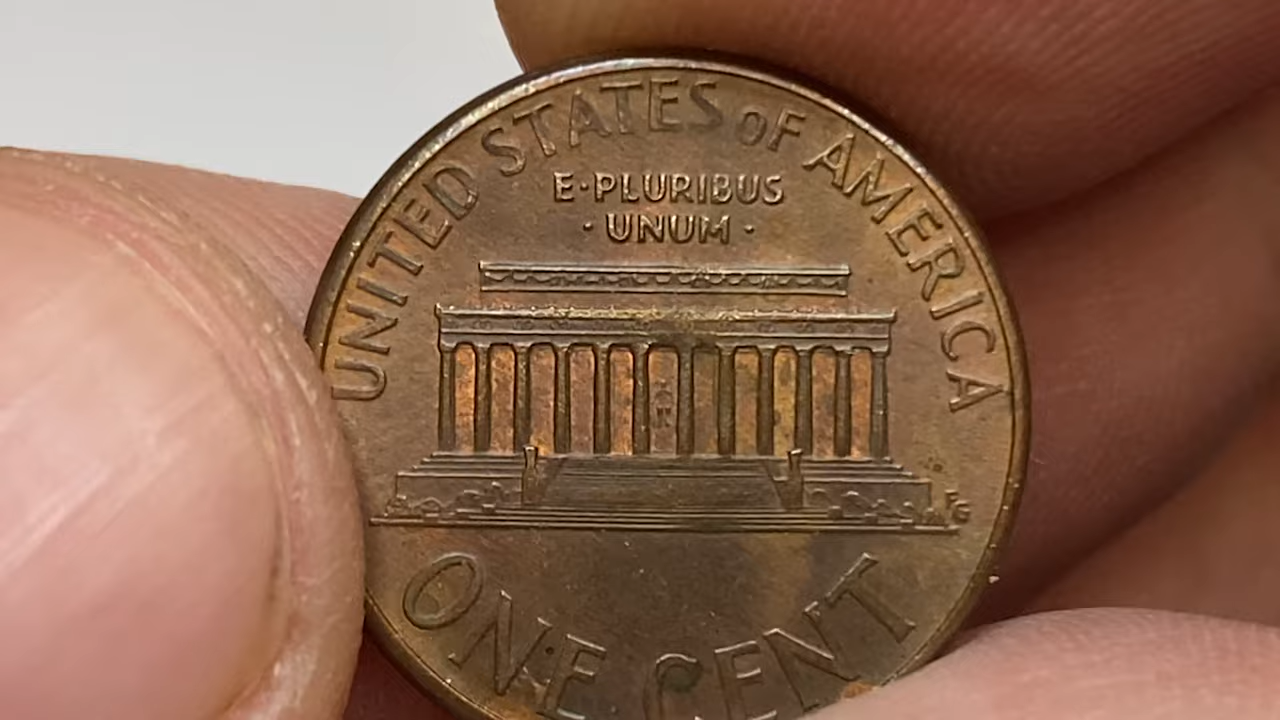 UNITED STATES OF AMERICA
E·PLURIBUS
·UNUM·
FG
ONE CENT